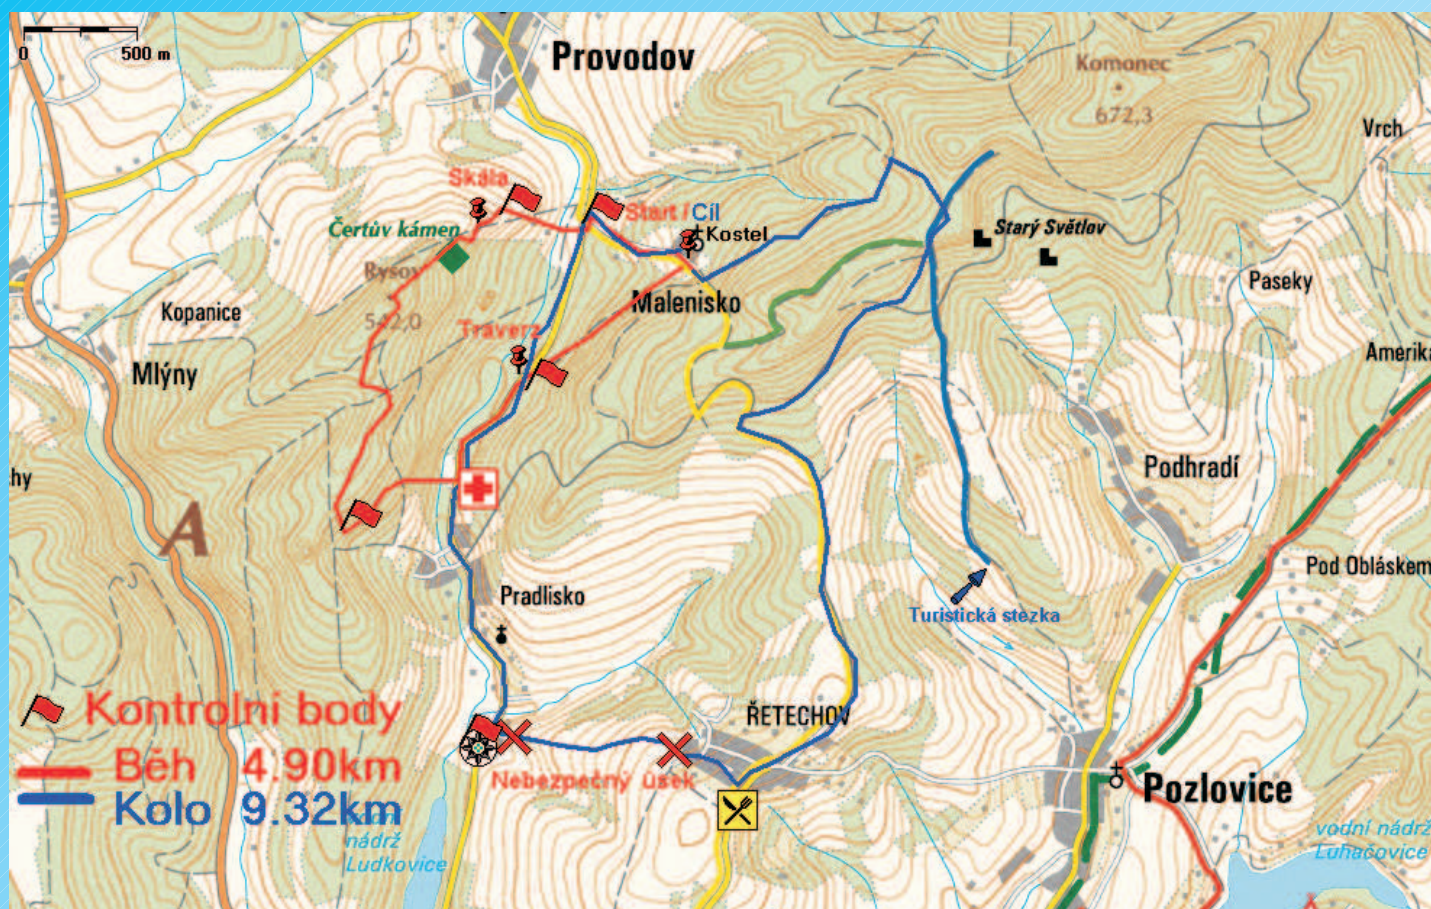 0 500 m
Provodov
Komonec
672,3
Vrch
Skála
Start / Cíl
Čertův kámen
Kostel
Starý Světlov
Ryšov
Paseky
Kopanice
Malenisko
542,0
Traverz
Amerika
Mlýny
Podhradí
hy
A
Pod Obláskem
Pradlisko
Turistická stezka
Kontrolní body
ŘETECHOV
Běh 4.90km
Nebezpečný úsek
Pozlovice
Kolo 9.32km
nádrž
Ludkovice
vodní nádrž
Luhačovice